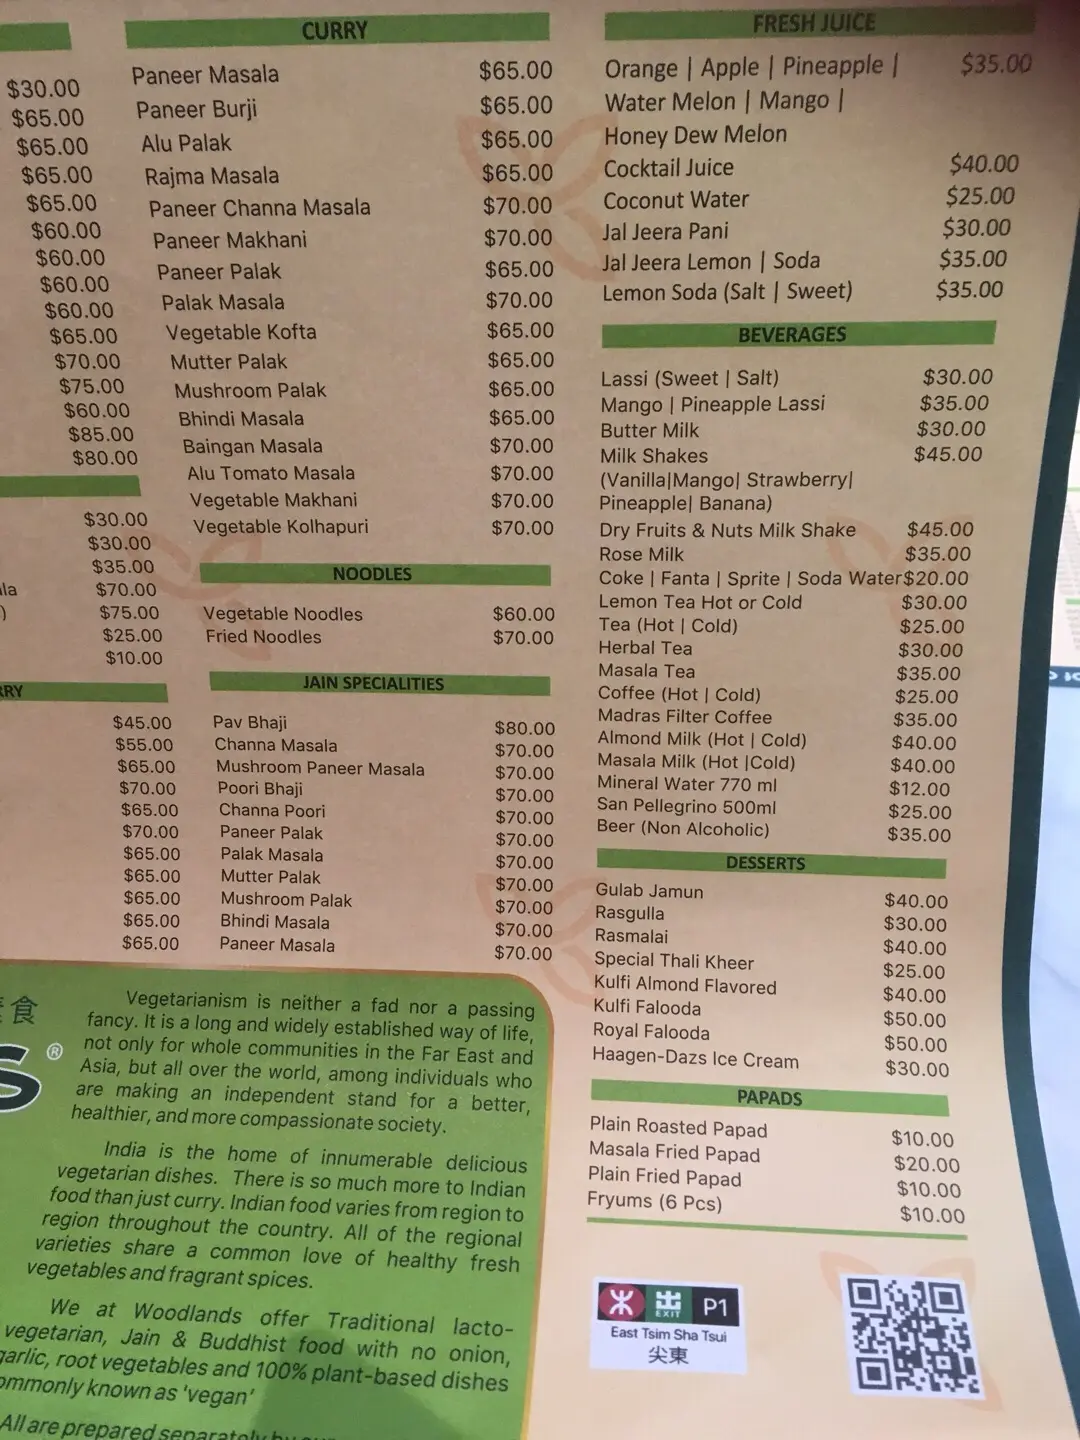 $30.00
$65.00
$65.00
$65.00
$65.00
$60.00
$60.00
$60.00
$60.00
$65.00
$70.00
$75.00
$60.00
$85.00
$80.00
$30.00
$30.00
$35.00
$70.00
) $75.00
$25.00
$10.00
$45.00
$55.00
$65.00
$70.00
$65.00
$70.00
$65.00
$65.00
$65.00
$65.00
$65.00
CURRY
Paneer Masala $65.00
Paneer Burji $65.00
Alu Palak $65.00
Rajma Masala $65.00
Paneer Channa Masala $70.00
Paneer Makhani $70.00
Paneer Palak $65.00
Palak Masala $70.00
Vegetable Kofta $65.00
Mutter Palak $65.00
Mushroom Palak $65.00
Bhindi Masala $65.00
Baingan Masala $70.00
Alu Tomato Masala $70.00
Vegetable Makhani $70.00
Vegetable Kolhapuri $70.00
NOODLES
Vegetable Noodles $60.00
Fried Noodles $70.00
JAIN SPECIALITIES
Pav Bhaji $80.00
Channa Masala $70.00
Mushroom Paneer Masala $70.00
Poori Bhaji $70.00
Channa Poori $70.00
Paneer Palak $70.00
Palak Masala $70.00
Mutter Palak $70.00
Mushroom Palak $70.00
Bhindi Masala $70.00
Paneer Masala $70.00
FRESH JUICE
Orange | Apple | Pineapple | $35.00
Water Melon | Mango |
Honey Dew Melon
Cocktail Juice $40.00
Coconut Water $25.00
Jal Jeera Pani $30.00
Jal Jeera Lemon | Soda $35.00
Lemon Soda (Salt | Sweet) $35.00
BEVERAGES
Lassi (Sweet | Salt) $30.00
Mango | Pineapple Lassi $35.00
Butter Milk $30.00
Milk Shakes $45.00
(Vanilla|Mango| Strawberry|
Pineapple| Banana)
Dry Fruits & Nuts Milk Shake $45.00
Rose Milk $35.00
Coke | Fanta | Sprite | Soda Water$20.00
Lemon Tea Hot or Cold $30.00
Tea (Hot | Cold) $25.00
Herbal Tea $30.00
Masala Tea $35.00
Coffee (Hot | Cold) $25.00
Madras Filter Coffee $35.00
Almond Milk (Hot | Cold) $40.00
Masala Milk (Hot |Cold) $40.00
Mineral Water 770 ml $12.00
San Pellegrino 500ml $25.00
Beer (Non Alcoholic) $35.00
DESSERTS
Gulab Jamun $40.00
Rasgulla $30.00
Rasmalai $40.00
Special Thali Kheer $25.00
Kulfi Almond Flavored $40.00
Kulfi Falooda $50.00
Royal Falooda $50.00
Haagen-Dazs Ice Cream $30.00
PAPADS
Plain Roasted Papad $10.00
Masala Fried Papad $20.00
Plain Fried Papad $10.00
Fryums (6 Pcs) $10.00
食
®
Vegetarianism is neither a fad nor a passing
fancy. It is a long and widely established way of life,
not only for whole communities in the Far East and
Asia, but all over the world, among individuals who
are making an independent stand for a better,
healthier, and more compassionate society.
India is the home of innumerable delicious
vegetarian dishes. There is so much more to Indian
food than just curry. Indian food varies from region to
region throughout the country. All of the regional
varieties share a common love of healthy fresh
vegetables and fragrant spices.
We at Woodlands offer Traditional lacto-
vegetarian, Jain & Buddhist food with no onion,
garlic, root vegetables and 100% plant-based dishes
commonly known as 'vegan'
All are prepared separately by
出 P1
EXIT
East Tsim Sha Tsui
尖東